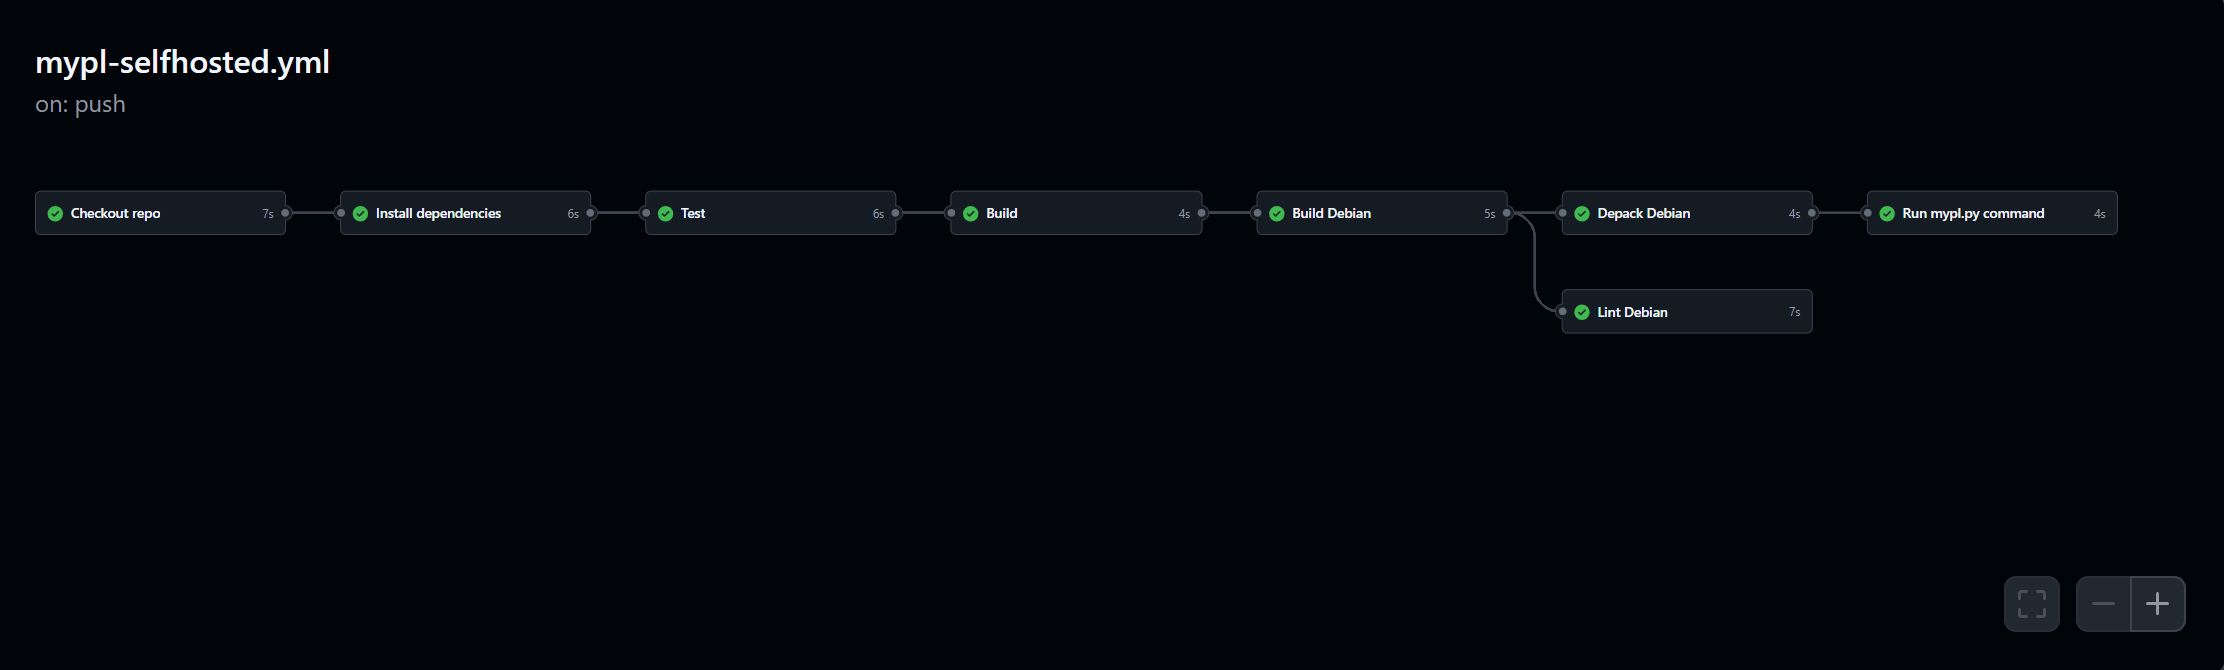 mypl-selfhosted.yml
on: push
Checkout repo 7s
Install dependencies 6s
Test 6s
Build 4s
Build Debian 5s
Depack Debian 4s
Run mypl.py command 4s
Lint Debian 7s